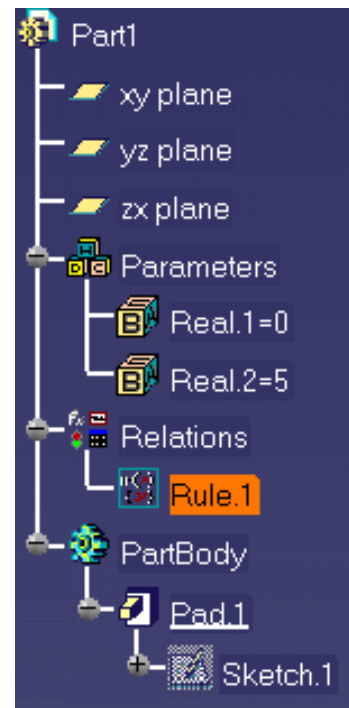 Part1
xy plane
yz plane
zx plane
Parameters
Real.1=0
Real.2=5
Relations
Rule.1
PartBody
Pad.1
Sketch.1